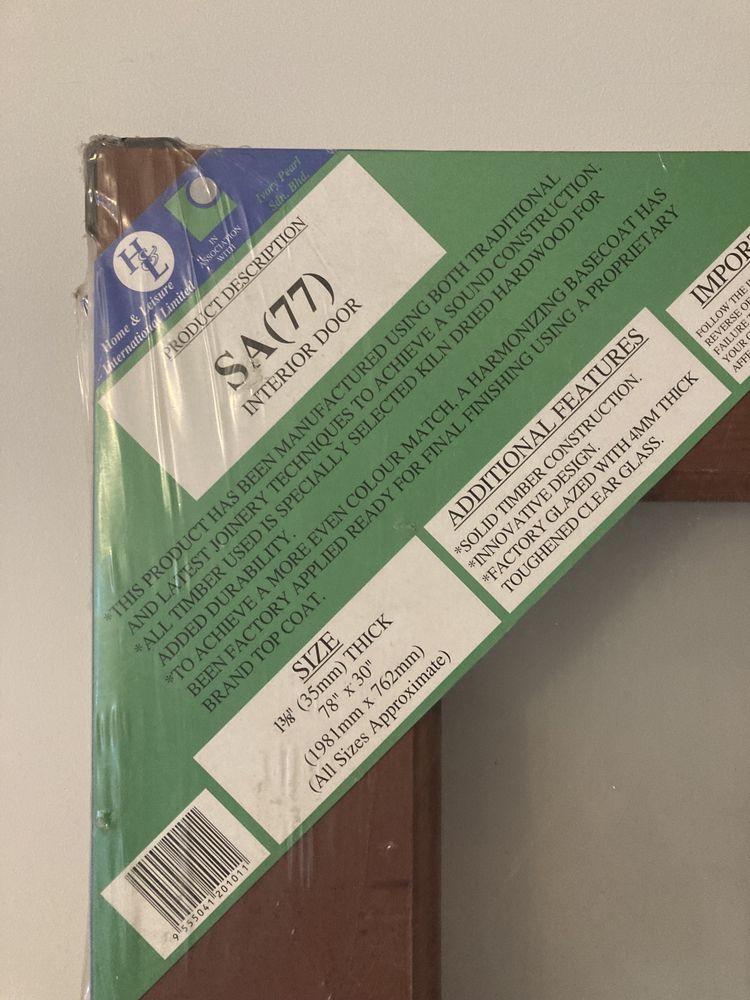 H&L
Home & Leisure
International Limited
IN
ASSOCIATION
WITH
Ivory Pearl
Sdn. Bhd.
PRODUCT DESCRIPTION
SA(77)
INTERIOR DOOR
*THIS PRODUCT HAS BEEN MANUFACTURED USING BOTH TRADITIONAL
AND LATEST JOINERY TECHNIQUES TO ACHIEVE A SOUND CONSTRUCTION.
*ALL TIMBER USED IS SPECIALLY SELECTED KILN DRIED HARDWOOD FOR
ADDED DURABILITY.
*TO ACHIEVE A MORE EVEN COLOUR MATCH, A HARMONIZING BASECOAT HAS
BEEN FACTORY APPLIED READY FOR FINAL FINISHING USING A PROPRIETARY
BRAND TOP COAT.
SIZE
1⅜" (35mm) THICK
78" x 30"
(1981mm x 762mm)
(All Sizes Approximate)
ADDITIONAL FEATURES
*SOLID TIMBER CONSTRUCTION.
*INNOVATIVE DESIGN.
*FACTORY GLAZED WITH 4MM THICK
TOUGHENED CLEAR GLASS.
IMPOR
FOLLOW THE
REVERSE O
FAILURE
YOUR
AFF
9 555041 201011